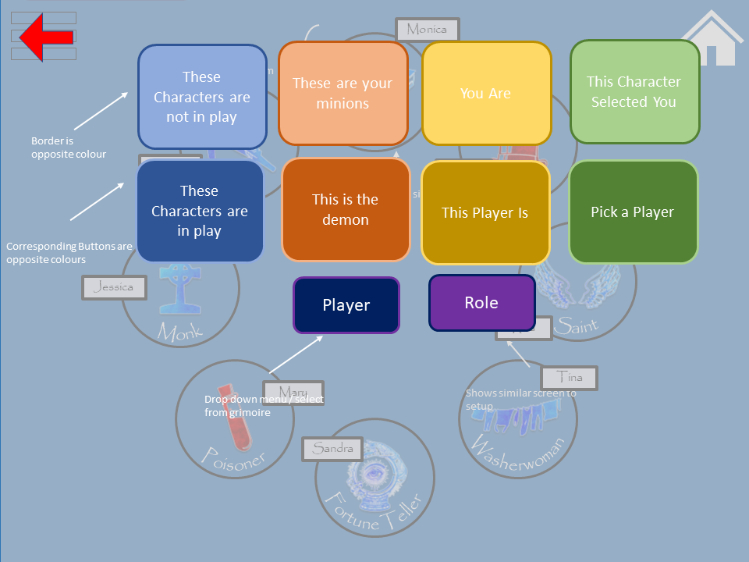 Monica
These
Characters are
not in play
These are your
minions
You Are
This Character
Selected You
Border is
opposite colour
These
Characters are
in play
This is the
demon
This Player Is
Pick a Player
Corresponding Buttons are
opposite colours
Jessica
Monk
Player
Role
Saint
Mary
Tina
Drop down menu / select
from grimoire
Shows similar screen to
setup
Poisoner
Sandra
Washerwoman
Fortune Teller